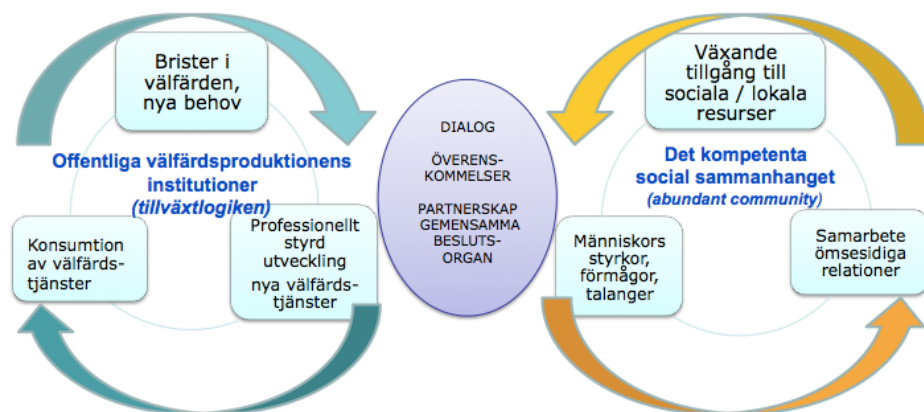 Brister i
välfärden,
nya behov
Offentliga välfärdsproduktionens
institutioner
(tillväxtlogiken)
Konsumtion
av välfärds-
tjänster
Professionellt
styrd
utveckling
nya välfärds-
tjänster
DIALOG
ÖVERENS-
KOMMELSER
PARTNERSKAP
GEMENSAMMA
BESLUTS-
ORGAN
Växande
tillgång till
sociala / lokala
resurser
Det kompetenta
social sammanhanget
(abundant community)
Människors
styrkor,
förmågor,
talanger
Samarbete
ömsesidiga
relationer